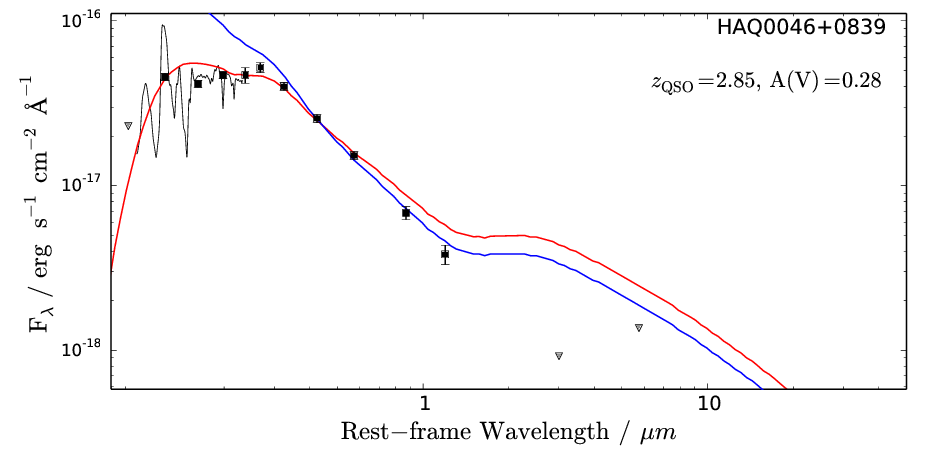 HAQ0046+0839
z_QSO=2.85, A(V)=0.28
10^−16
10^−17
10^−18
F_λ / erg s^−1 cm^−2 Å^−1
1
10
Rest−frame Wavelength / μm